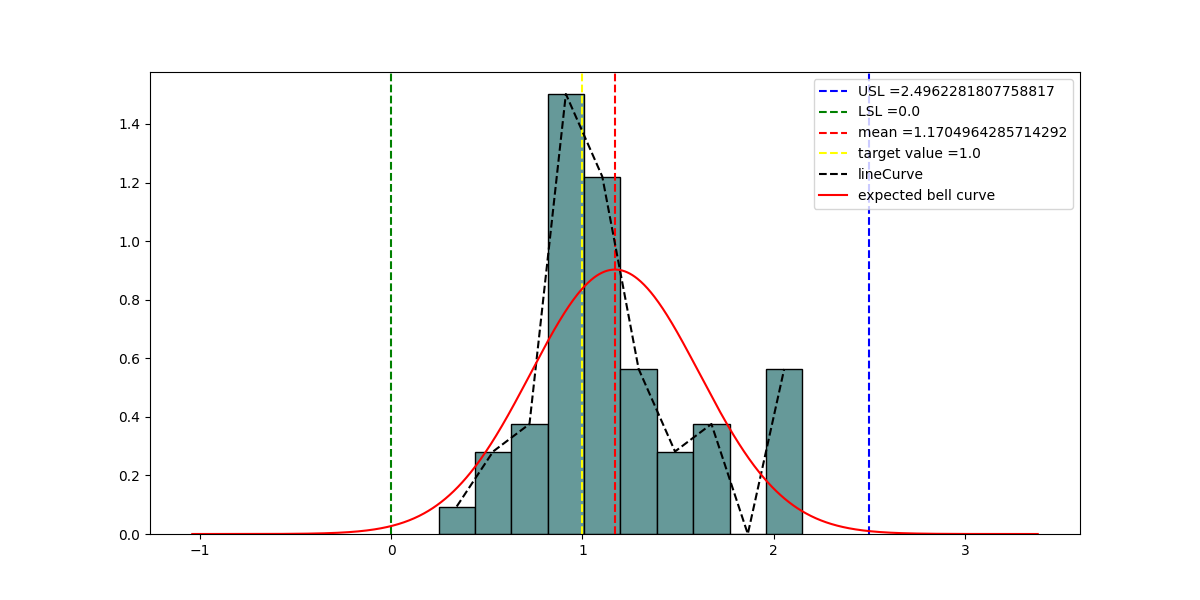 USL =2.4962281807758817
LSL =0.0
mean =1.1704964285714292
target value =1.0
lineCurve
expected bell curve
1.4
1.2
1.0
0.8
0.6
0.4
0.2
0.0
−1 0 1 2 3